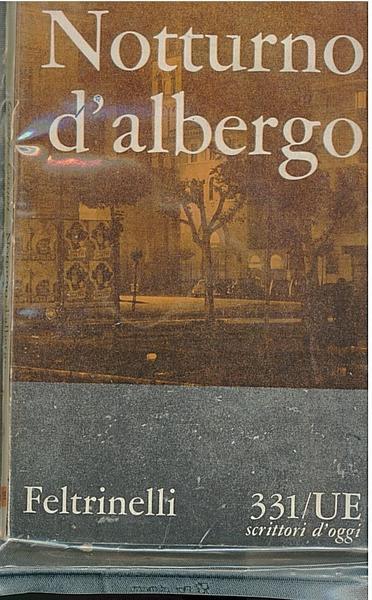 Notturno
d'albergo
Feltrinelli
331/UE
scrittori d'oggi